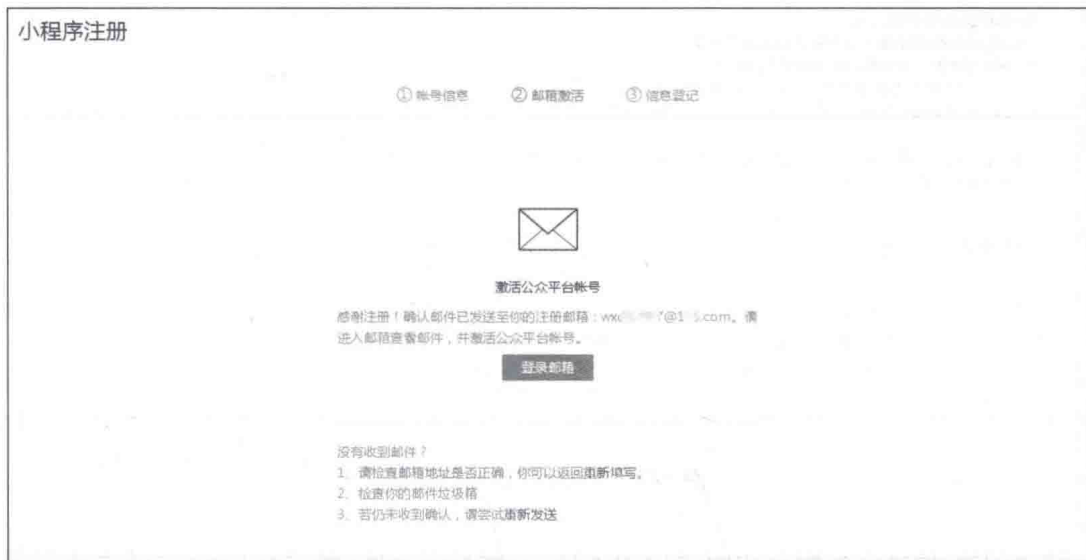 小程序注册
① 帐号信息 ② 邮箱激活 ③ 信息登记
激活公众平台帐号
感谢注册！确认邮件已发送至你的注册邮箱：wx @1 .com。请
进入邮箱查看邮件，并激活公众平台帐号。
登录邮箱
没有收到邮件？
1、请检查邮箱地址是否正确，你可以返回重新填写。
2、检查你的邮件垃圾箱
3、若仍未收到确认，请尝试重新发送